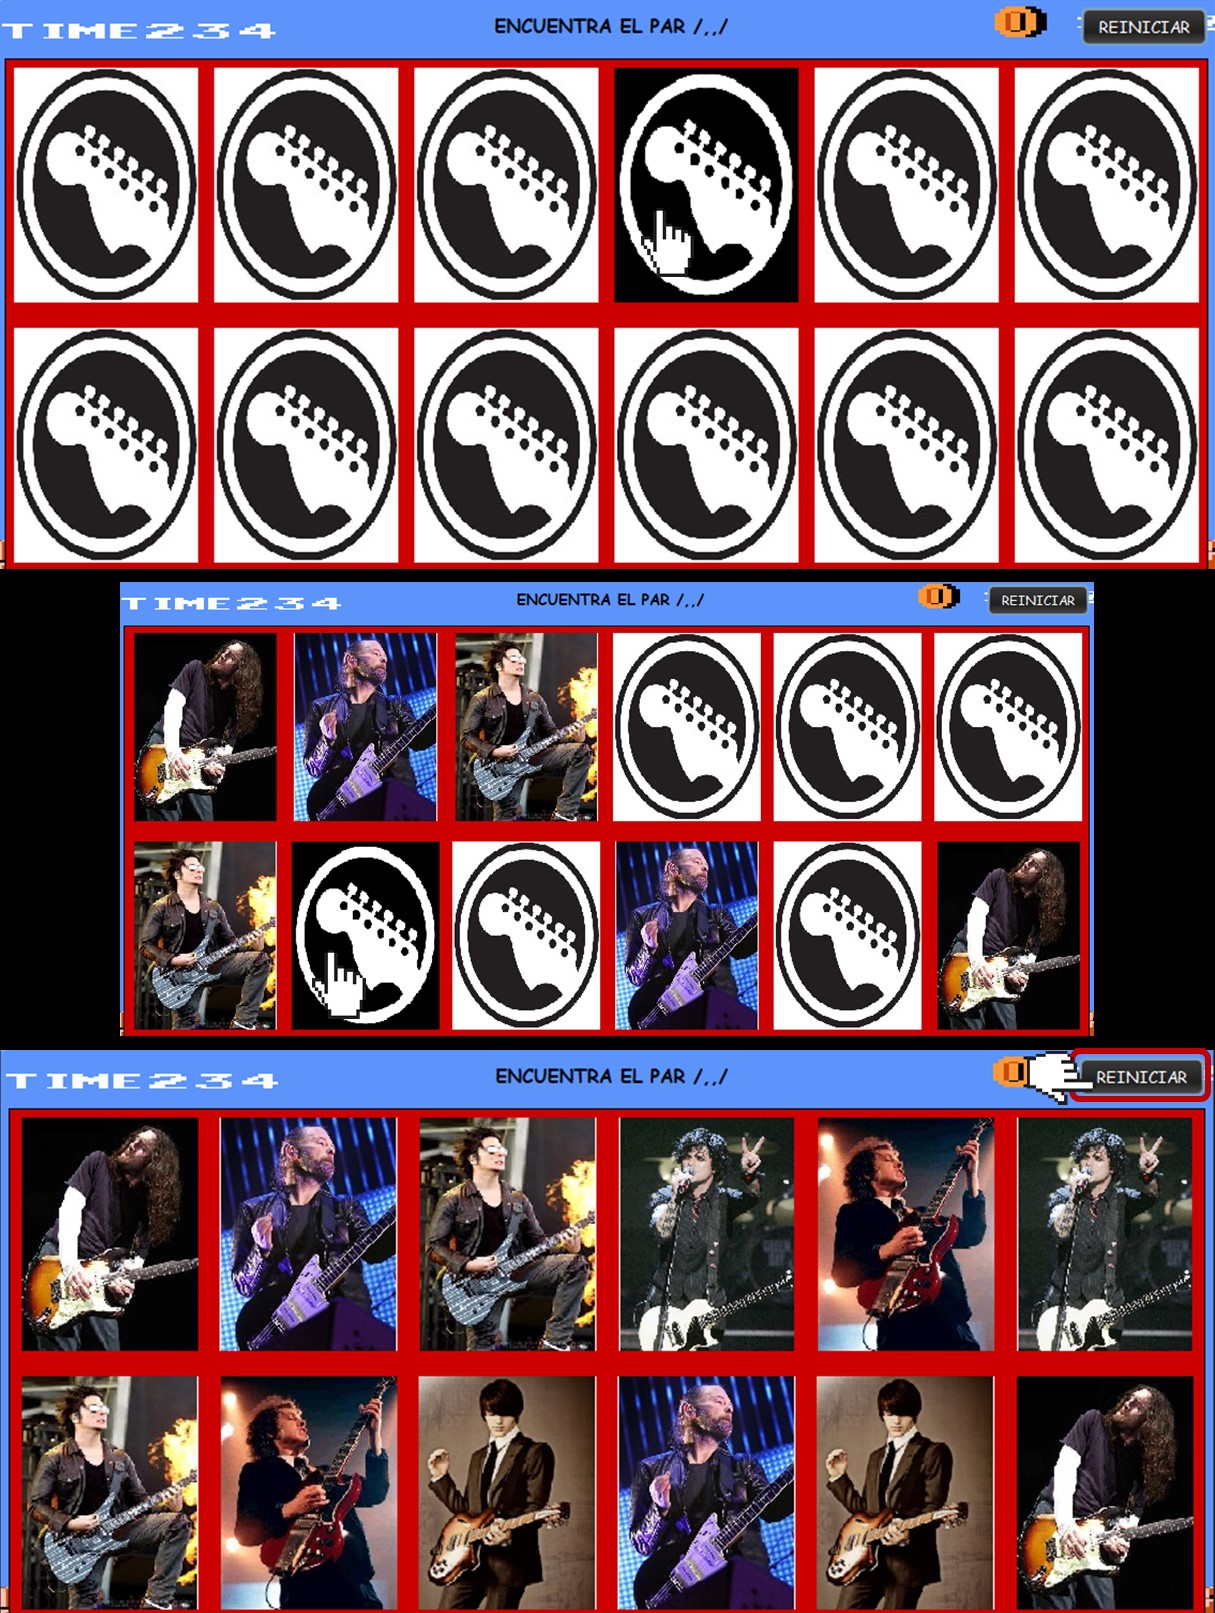 TIME234
ENCUENTRA EL PAR /,,/
REINICIAR
TIME234
ENCUENTRA EL PAR /,,/
REINICIAR
TIME234
ENCUENTRA EL PAR /,,/
REINICIAR